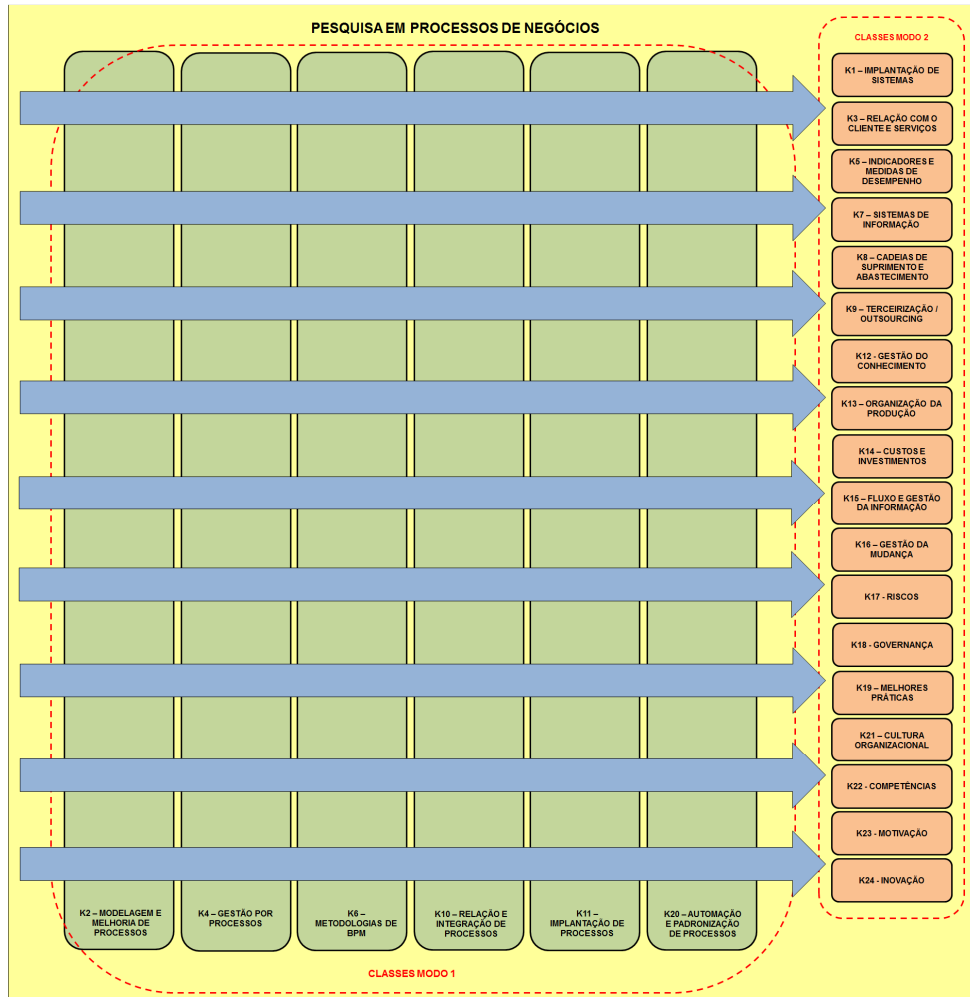 PESQUISA EM PROCESSOS DE NEGÓCIOS
CLASSES MODO 2
K1 – IMPLANTAÇÃO DE
SISTEMAS
K3 – RELAÇÃO COM O
CLIENTE E SERVIÇOS
K5 – INDICADORES E
MEDIDAS DE
DESEMPENHO
K7 – SISTEMAS DE
INFORMAÇÃO
K8 – CADEIAS DE
SUPRIMENTO E
ABASTECIMENTO
K9 – TERCEIRIZAÇÃO /
OUTSOURCING
K12 - GESTÃO DO
CONHECIMENTO
K13 – ORGANIZAÇÃO DA
PRODUÇÃO
K14 – CUSTOS E
INVESTIMENTOS
K15 – FLUXO E GESTÃO
DA INFORMAÇÃO
K16 – GESTÃO DA
MUDANÇA
K17 - RISCOS
K18 - GOVERNANÇA
K19 – MELHORES
PRÁTICAS
K21 – CULTURA
ORGANIZACIONAL
K22 - COMPETÊNCIAS
K23 - MOTIVAÇÃO
K24 - INOVAÇÃO
K2 – MODELAGEM E
MELHORIA DE
PROCESSOS
K4 – GESTÃO POR
PROCESSOS
K6 –
METODOLOGIAS DE
BPM
K10 – RELAÇÃO E
INTEGRAÇÃO DE
PROCESSOS
K11 –
IMPLANTAÇÃO DE
PROCESSOS
K20 – AUTOMAÇÃO
E PADRONIZAÇÃO
DE PROCESSOS
CLASSES MODO 1